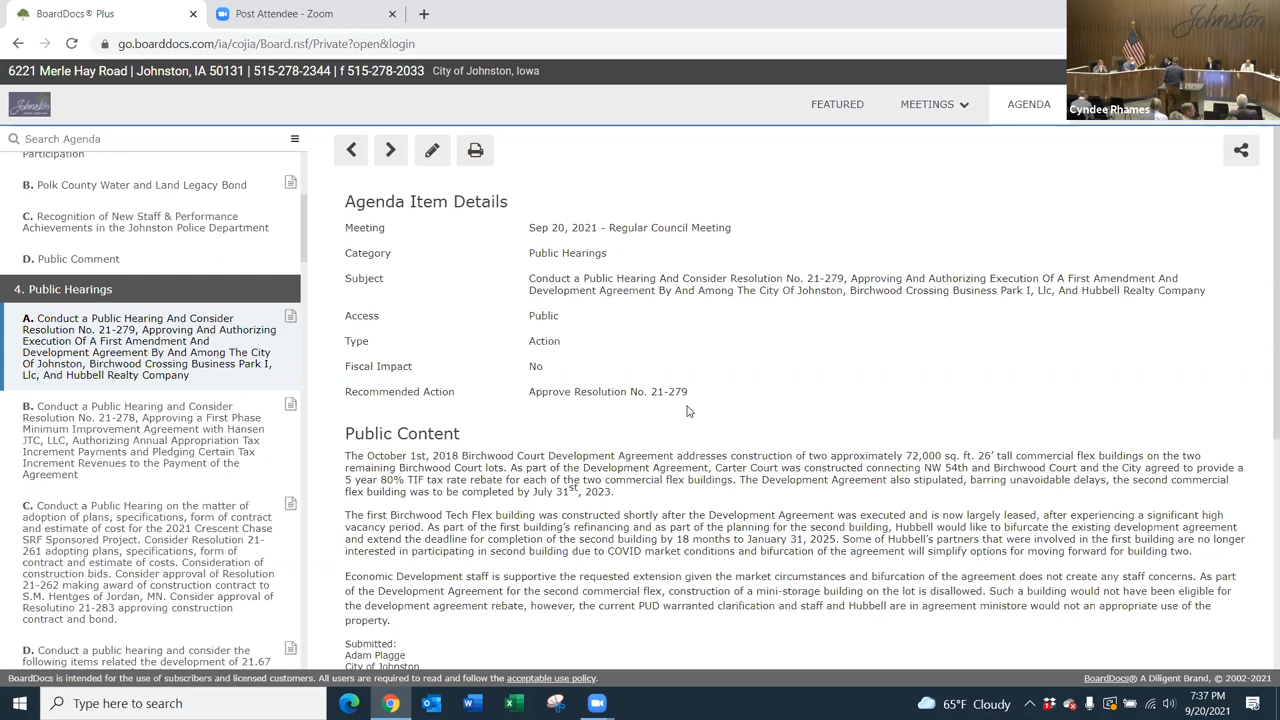 BoardDocs® Plus
Post Attendee - Zoom
go.boarddocs.com/ia/cojia/Board.nsf/Private?open&login
Johnston
Cyndee Rhames
6221 Merle Hay Road | Johnston, IA 50131 | 515-278-2344 | f 515-278-2033 City of Johnston, Iowa
Johnston
FEATURED
MEETINGS
AGENDA
Search Agenda
Participation
B. Polk County Water and Land Legacy Bond
C. Recognition of New Staff & Performance
Achievements in the Johnston Police Department
D. Public Comment
4. Public Hearings
A. Conduct a Public Hearing And Consider
Resolution No. 21-279, Approving And Authorizing
Execution Of A First Amendment And
Development Agreement By And Among The City
Of Johnston, Birchwood Crossing Business Park I,
Llc, And Hubbell Realty Company
B. Conduct a Public Hearing and Consider
Resolution No. 21-278, Approving a First Phase
Minimum Improvement Agreement with Hansen
JTC, LLC, Authorizing Annual Appropriation Tax
Increment Payments and Pledging Certain Tax
Increment Revenues to the Payment of the
Agreement
C. Conduct a Public Hearing on the matter of
adoption of plans, specifications, form of contract
and estimate of cost for the 2021 Crescent Chase
SRF Sponsored Project. Consider Resolution 21-
261 adopting plans, specifications, form of
contract and estimate of costs. Consideration of
construction bids. Consider approval of Resolution
21-262 making award of construction contract to
S.M. Hentges of Jordan, MN. Consider approval of
Resolutino 21-283 approving construction
contract and bond.
D. Conduct a public hearing and consider the
following items related the development of 21.67
Agenda Item Details
Meeting
Sep 20, 2021 - Regular Council Meeting
Category
Public Hearings
Subject
Conduct a Public Hearing And Consider Resolution No. 21-279, Approving And Authorizing Execution Of A First Amendment And
Development Agreement By And Among The City Of Johnston, Birchwood Crossing Business Park I, Llc, And Hubbell Realty Company
Access
Public
Type
Action
Fiscal Impact
No
Recommended Action
Approve Resolution No. 21-279
Public Content
The October 1st, 2018 Birchwood Court Development Agreement addresses construction of two approximately 72,000 sq. ft. 26' tall commercial flex buildings on the two
remaining Birchwood Court lots. As part of the Development Agreement, Carter Court was constructed connecting NW 54th and Birchwood Court and the City agreed to provide a
5 year 80% TIF tax rate rebate for each of the two commercial flex buildings. The Development Agreement also stipulated, barring unavoidable delays, the second commercial
flex building was to be completed by July 31st, 2023.
The first Birchwood Tech Flex building was constructed shortly after the Development Agreement was executed and is now largely leased, after experiencing a significant high
vacancy period. As part of the first building's refinancing and as part of the planning for the second building, Hubbell would like to bifurcate the existing development agreement
and extend the deadline for completion of the second building by 18 months to January 31, 2025. Some of Hubbell's partners that were involved in the first building are no longer
interested in participating in second building due to COVID market conditions and bifurcation of the agreement will simplify options for moving forward for building two.
Economic Development staff is supportive the requested extension given the market circumstances and bifurcation of the agreement does not create any staff concerns. As part
of the Development Agreement for the second commercial flex, construction of a mini-storage building on the lot is disallowed. Such a building would not have been eligible for
the development agreement rebate, however, the current PUD warranted clarification and staff and Hubbell are in agreement ministore would not an appropriate use of the
property.
Submitted:
Adam Plagge
City of Johnston
BoardDocs is intended for the use of subscribers and licensed customers. All users are required to read and follow the acceptable use policy.
BoardDocs® A Diligent Brand, © 2002-2021
Type here to search
65°F Cloudy
7:37 PM
9/20/2021